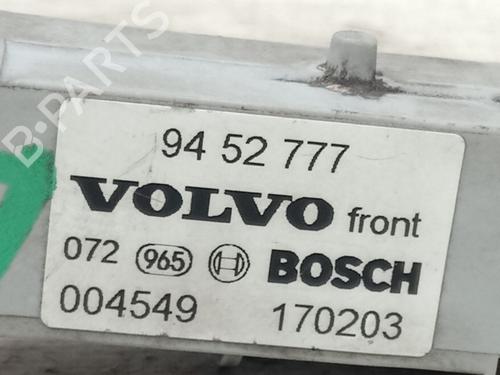 94 52 777
VOLVO front
072 965 BOSCH
004549 170203
B-PARTS